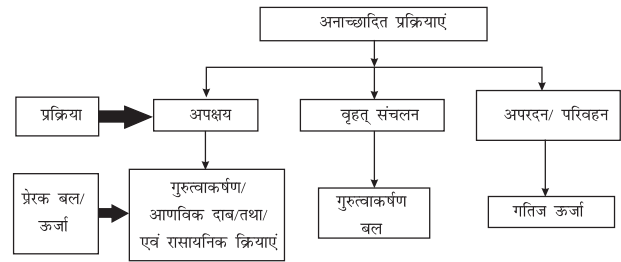 अनाच्छादित प्रक्रियाएं
प्रक्रिया
अपक्षय
वृहत् संचलन
अपरदन/ परिवहन
प्रेरक बल/
ऊर्जा
गुरुत्वाकर्षण/
आणविक दाब/तथा/
एवं रासायनिक क्रियाएं
गुरुत्वाकर्षण
बल
गतिज ऊर्जा